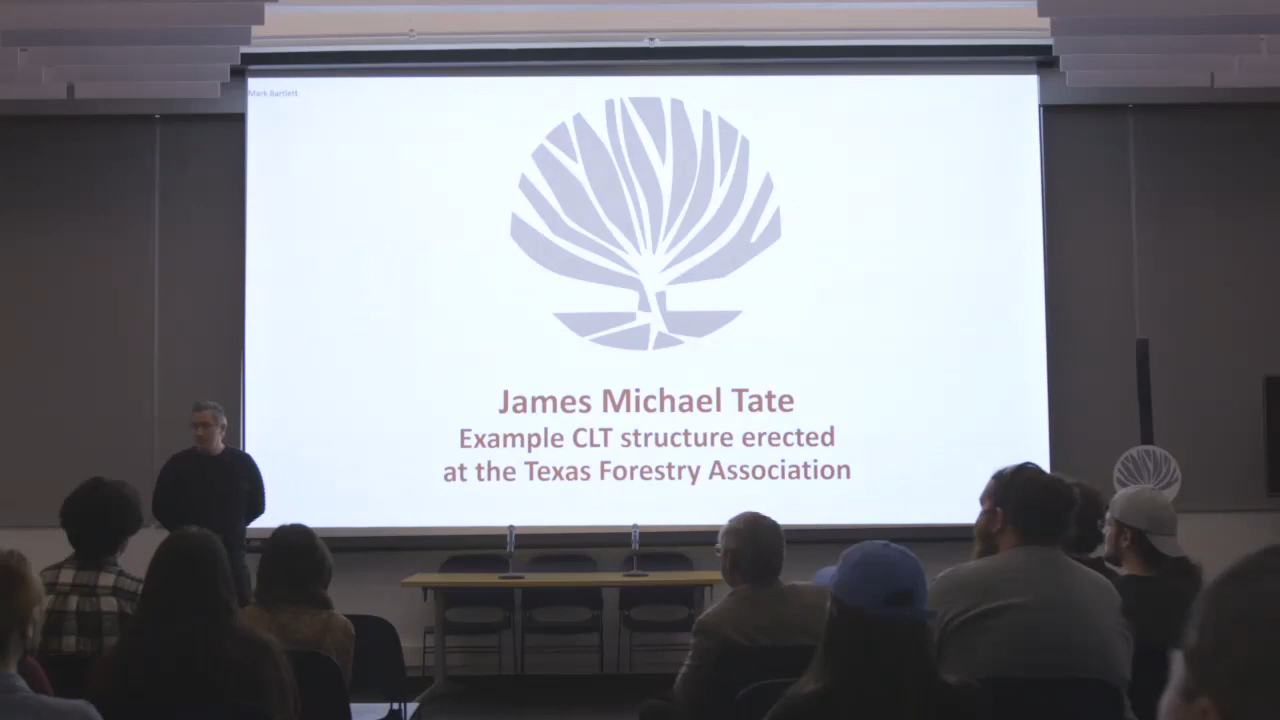 Mark Bartlett
James Michael Tate
Example CLT structure erected
at the Texas Forestry Association